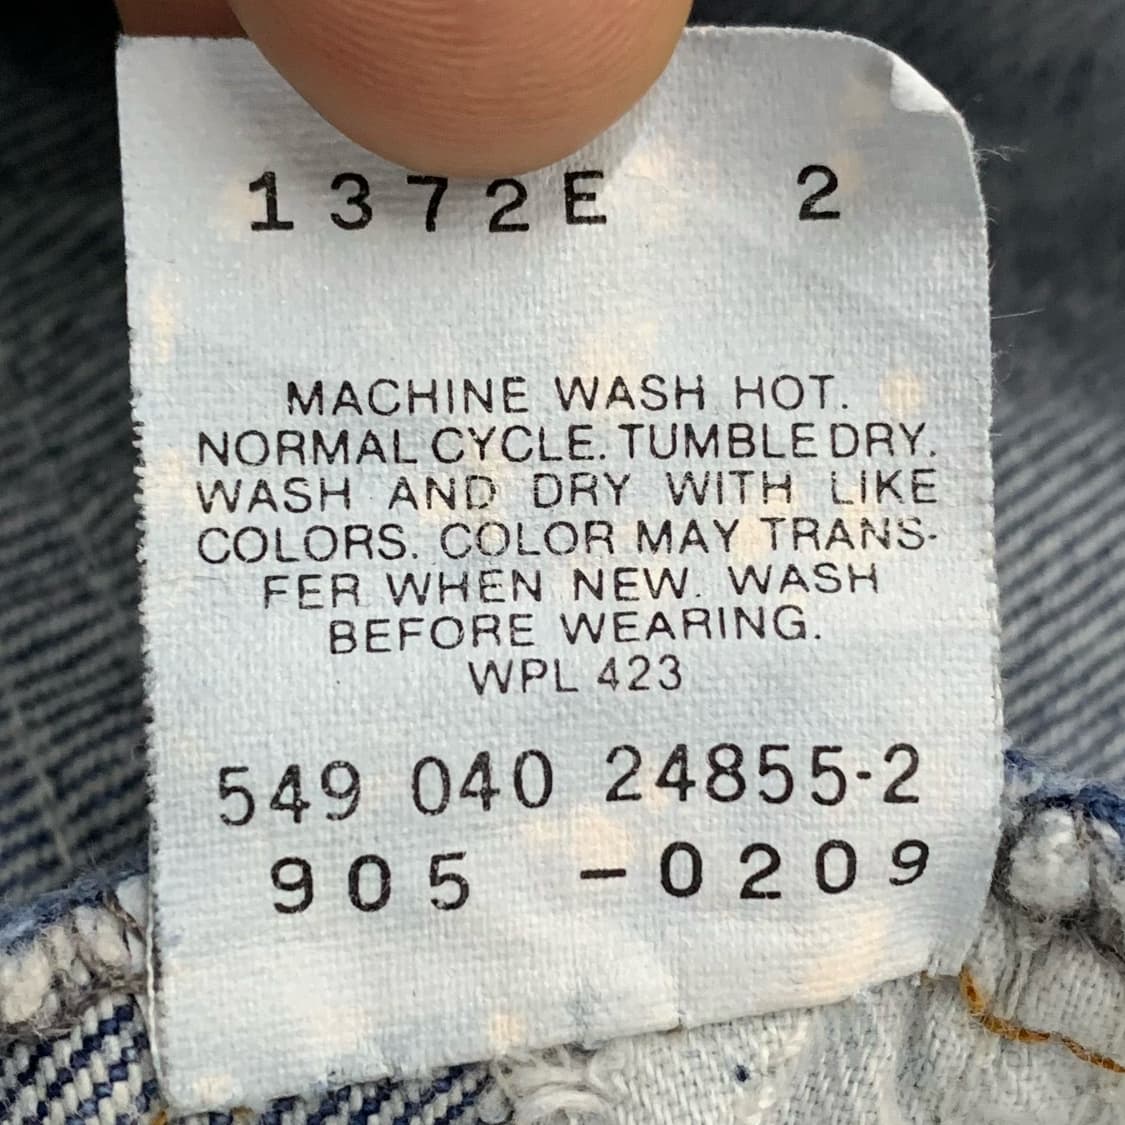 1372E 2
MACHINE WASH HOT.
NORMAL CYCLE. TUMBLE DRY.
WASH AND DRY WITH LIKE
COLORS. COLOR MAY TRANS-
FER WHEN NEW. WASH
BEFORE WEARING.
WPL 423
549 040 24855-2
905 -0209